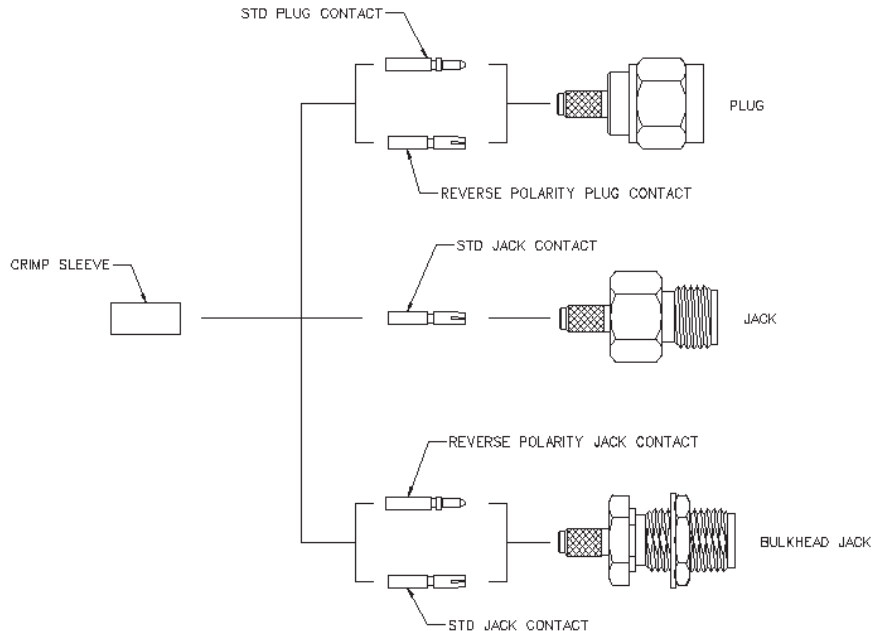 STD PLUG CONTACT
PLUG
REVERSE POLARITY PLUG CONTACT
STD JACK CONTACT
CRIMP SLEEVE
JACK
REVERSE POLARITY JACK CONTACT
BULKHEAD JACK
STD JACK CONTACT